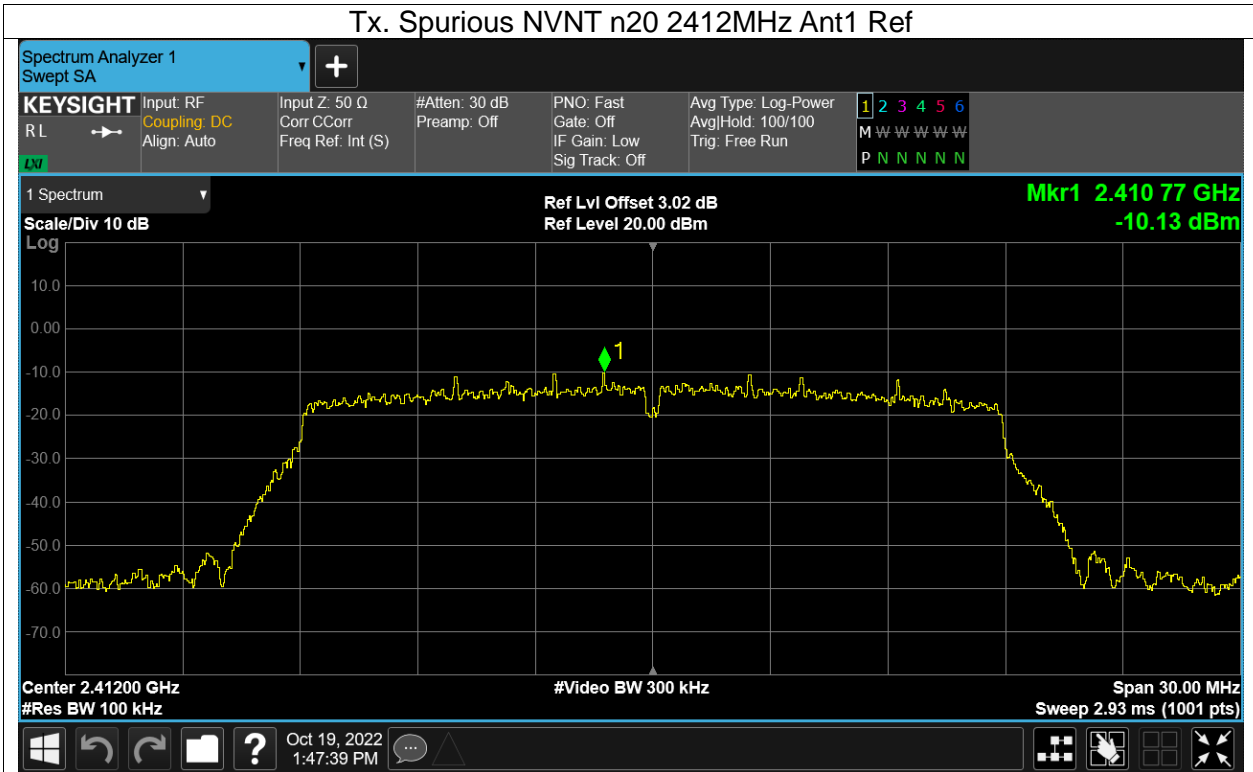 Tx. Spurious NVNT n20 2412MHz Ant1 Ref
Spectrum Analyzer 1
Swept SA
KEYSIGHT
R L
LXI
Input: RF
Coupling: DC
Align: Auto
Input Z: 50 Ω
Corr CCorr
Freq Ref: Int (S)
#Atten: 30 dB
Preamp: Off
PNO: Fast
Gate: Off
IF Gain: Low
Sig Track: Off
Avg Type: Log-Power
Avg|Hold: 100/100
Trig: Free Run
1 2 3 4 5 6
M W W W W W
P N N N N N
1 Spectrum
Scale/Div 10 dB
Log
Ref Lvl Offset 3.02 dB
Ref Level 20.00 dBm
Mkr1 2.410 77 GHz
-10.13 dBm
10.0
0.00
1
-10.0
-20.0
-30.0
-40.0
-50.0
-60.0
-70.0
Center 2.41200 GHz
#Video BW 300 kHz
Span 30.00 MHz
#Res BW 100 kHz
Sweep 2.93 ms (1001 pts)
?
Oct 19, 2022
1:47:39 PM